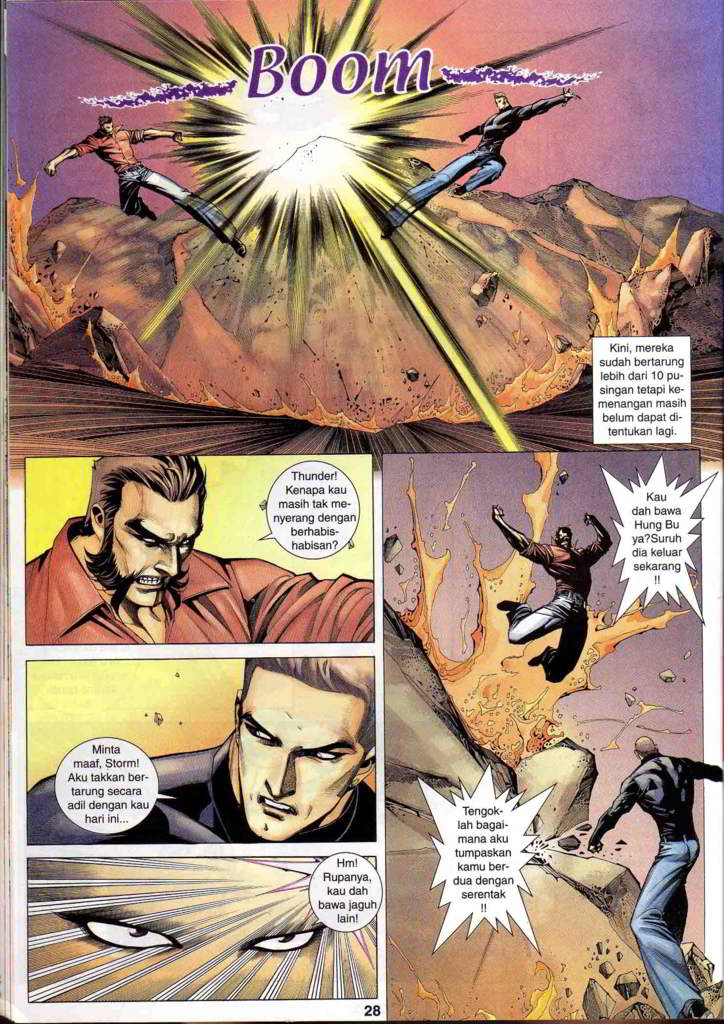 BOOM
Kini, mereka
sudah bertarung
lebih dari 10 pu-
singan tetapi ke-
menangan masih
belum dapat di-
tentukan lagi.
Thunder!
Kenapa kau
masih tak me-
nyerang dengan
berhabis-
habisan?
Minta
maaf, Storm!
Aku takkan ber-
tarung secara
adil dengan kau
hari ini...
Hm!
Rupanya,
kau dah
bawa jaguh
lain!
Kau
dah bawa
Hung Bu
ya?Suruh
dia keluar
sekarang
!!
Tengok-
lah bagai-
mana aku
tumpaskan
kamu ber-
dua dengan
serentak
!!
28